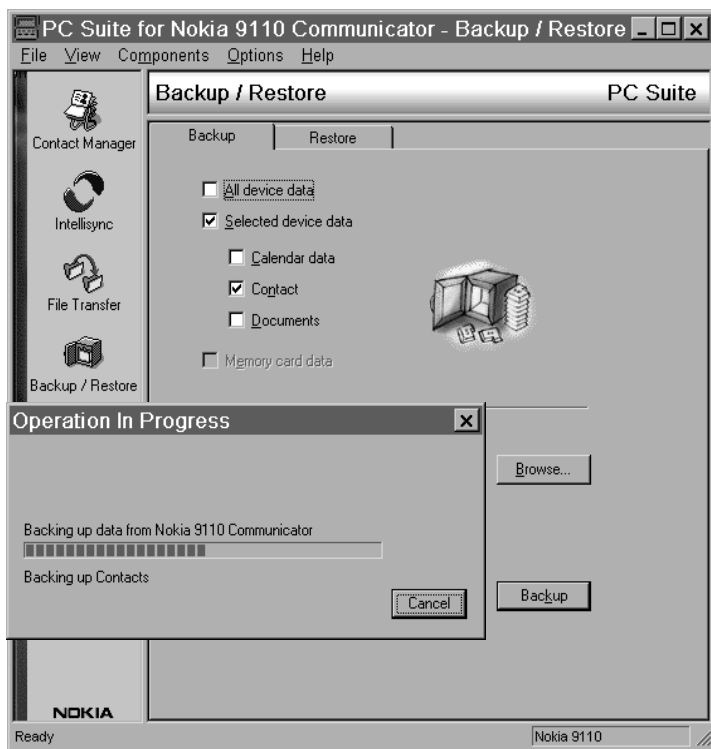 PC Suite for Nokia 9110 Communicator - Backup / Restore
File View Components Options Help
Backup / Restore PC Suite
Contact Manager
Intellisync
File Transfer
Backup / Restore
Backup Restore
All device data
Selected device data
Calendar data
Contact
Documents
Memory card data
Browse...
Backup
Operation In Progress
Backing up data from Nokia 9110 Communicator
Backing up Contacts
Cancel
NOKIA
Ready Nokia 9110